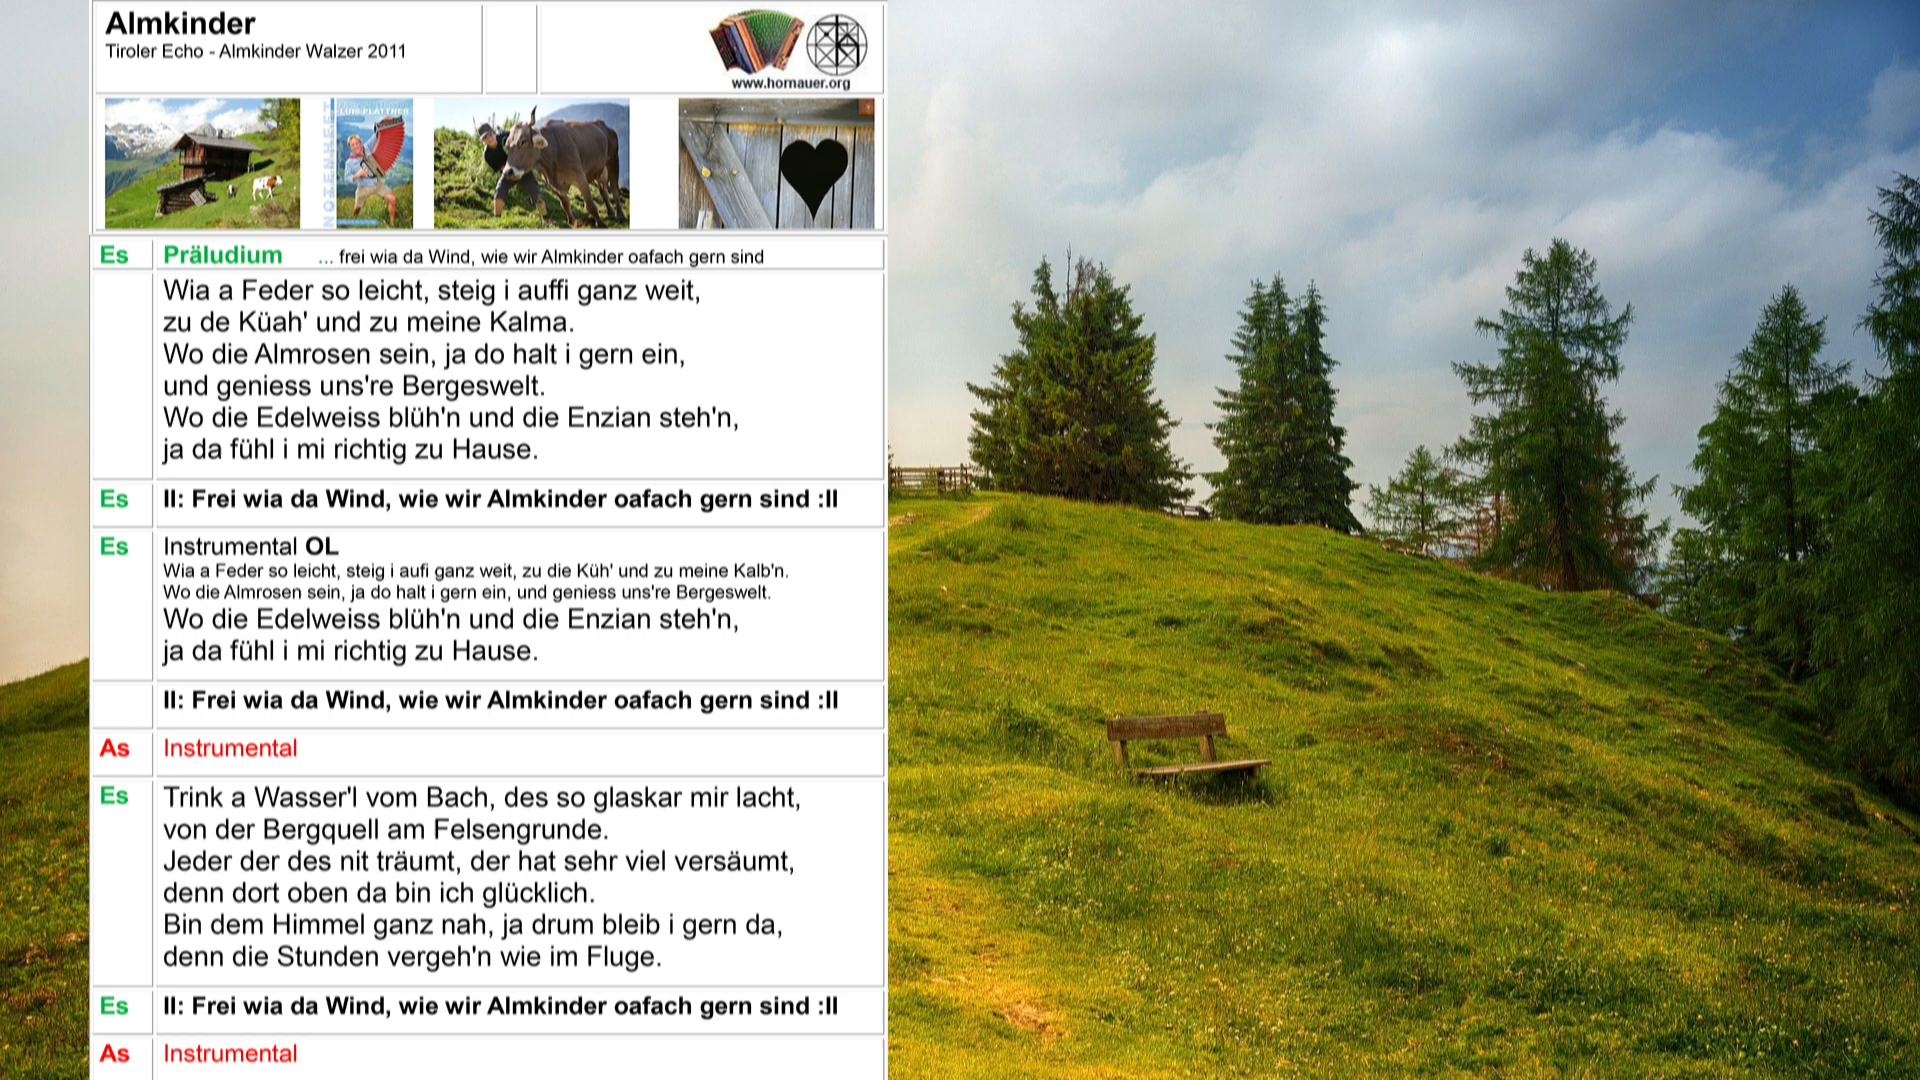 Almkinder
Tiroler Echo - Almkinder Walzer 2011
www.hornauer.org
NOTENHEFT
LUIS PLATTNER
Es Präludium ... frei wia da Wind, wie wir Almkinder oafach gern sind
Wia a Feder so leicht, steig i auffi ganz weit,
zu de Küah' und zu meine Kalma.
Wo die Almrosen sein, ja do halt i gern ein,
und geniess uns're Bergeswelt.
Wo die Edelweiss blüh'n und die Enzian steh'n,
ja da fühl i mi richtig zu Hause.
Es II: Frei wia da Wind, wie wir Almkinder oafach gern sind :II
Es Instrumental OL
Wia a Feder so leicht, steig i aufi ganz weit, zu die Küh' und zu meine Kalb'n.
Wo die Almrosen sein, ja do halt i gern ein, und geniess uns're Bergeswelt.
Wo die Edelweiss blüh'n und die Enzian steh'n,
ja da fühl i mi richtig zu Hause.
II: Frei wia da Wind, wie wir Almkinder oafach gern sind :II
As Instrumental
Es Trink a Wasser'l vom Bach, des so glaskar mir lacht,
von der Bergquell am Felsengrunde.
Jeder der des nit träumt, der hat sehr viel versäumt,
denn dort oben da bin ich glücklich.
Bin dem Himmel ganz nah, ja drum bleib i gern da,
denn die Stunden vergeh'n wie im Fluge.
Es II: Frei wia da Wind, wie wir Almkinder oafach gern sind :II
As Instrumental